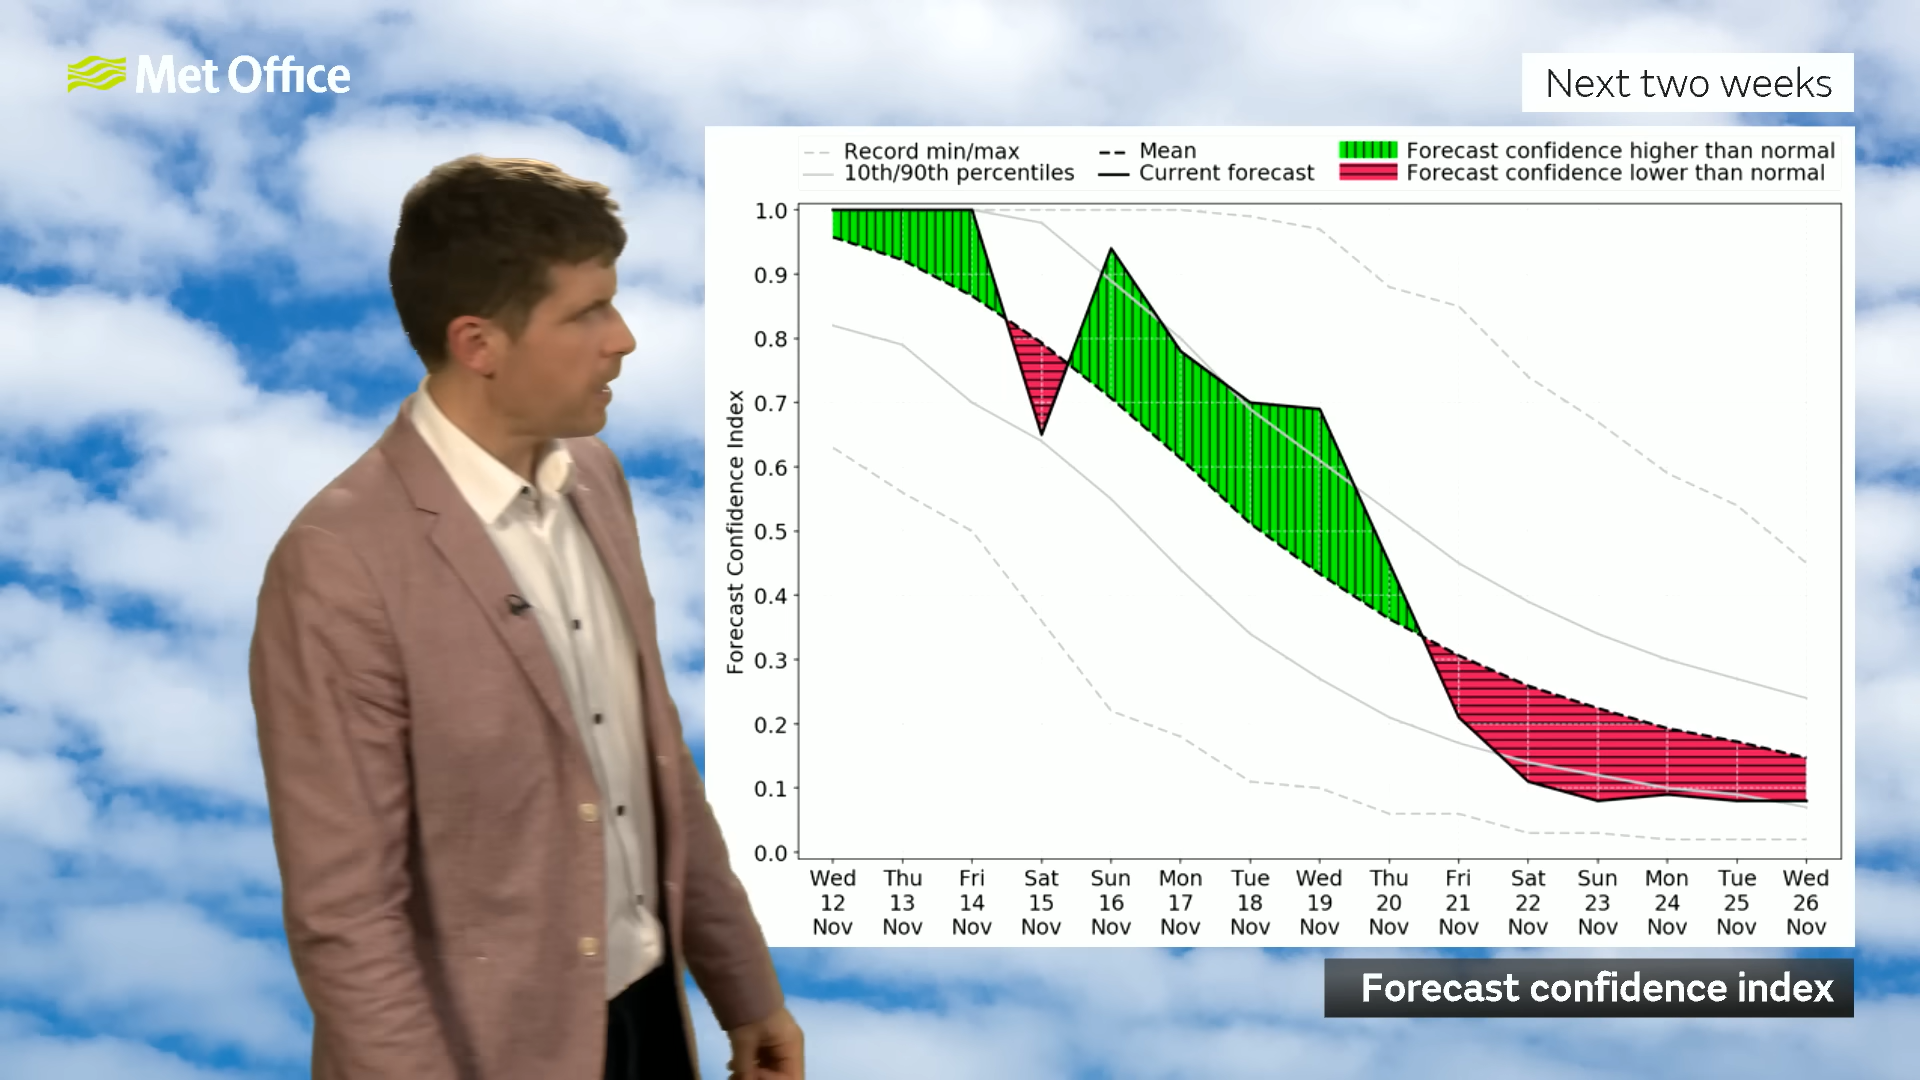 Met Office
Next two weeks
Record min/max
10th/90th percentiles
Mean
Current forecast
Forecast confidence higher than normal
Forecast confidence lower than normal
Forecast Confidence Index
1.0
0.9
0.8
0.7
0.6
0.5
0.4
0.3
0.2
0.1
0.0
Wed Thu Fri Sat Sun Mon Tue Wed Thu Fri Sat Sun Mon Tue Wed
12 13 14 15 16 17 18 19 20 21 22 23 24 25 26
Nov Nov Nov Nov Nov Nov Nov Nov Nov Nov Nov Nov Nov Nov Nov
Forecast confidence index